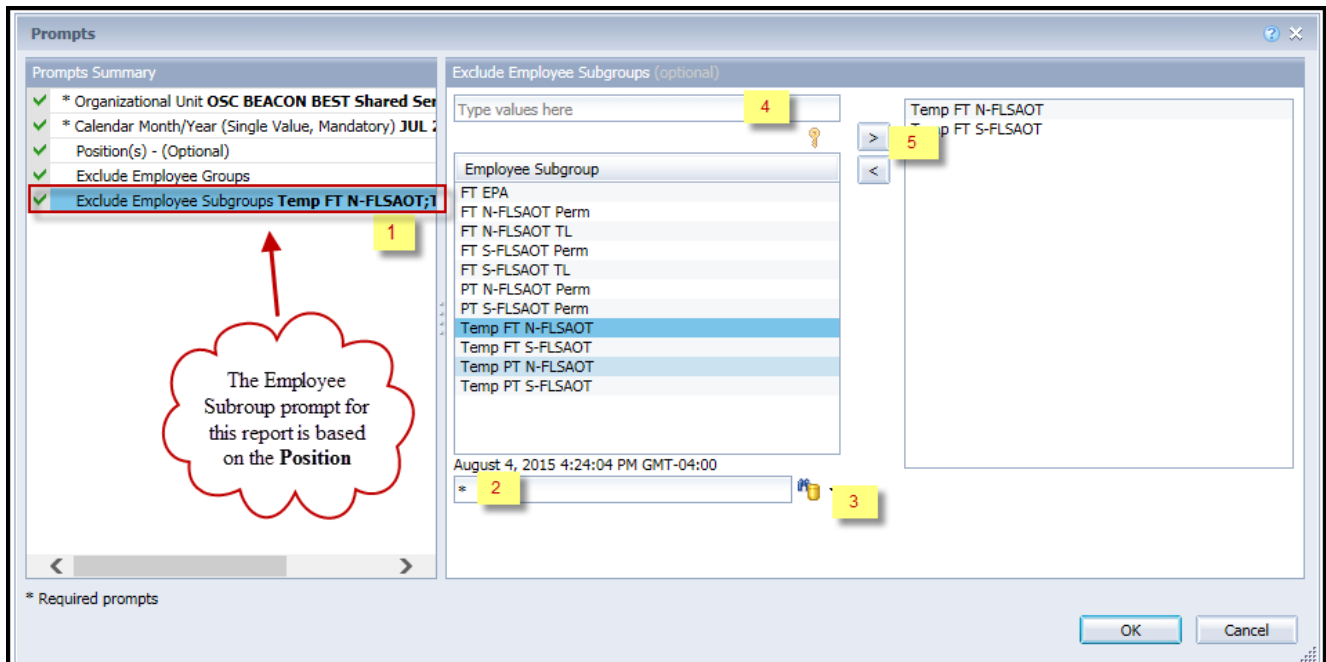 Prompts
Prompts Summary
* Organizational Unit OSC BEACON BEST Shared Ser
* Calendar Month/Year (Single Value, Mandatory) JUL
Position(s) - (Optional)
Exclude Employee Groups
Exclude Employee Subgroups Temp FT N-FLSAOT;T
1
The Employee
Subroup prompt for
this report is based
on the Position
Exclude Employee Subgroups (optional)
Type values here
4
Employee Subgroup
FT EPA
FT N-FLSAOT Perm
FT N-FLSAOT TL
FT S-FLSAOT Perm
FT S-FLSAOT TL
PT N-FLSAOT Perm
PT S-FLSAOT Perm
Temp FT N-FLSAOT
Temp FT S-FLSAOT
Temp PT N-FLSAOT
Temp PT S-FLSAOT
August 4, 2015 4:24:04 PM GMT-04:00
* 2
3
>
5
<
Temp FT N-FLSAOT
p FT S-FLSAOT
* Required prompts
OK Cancel